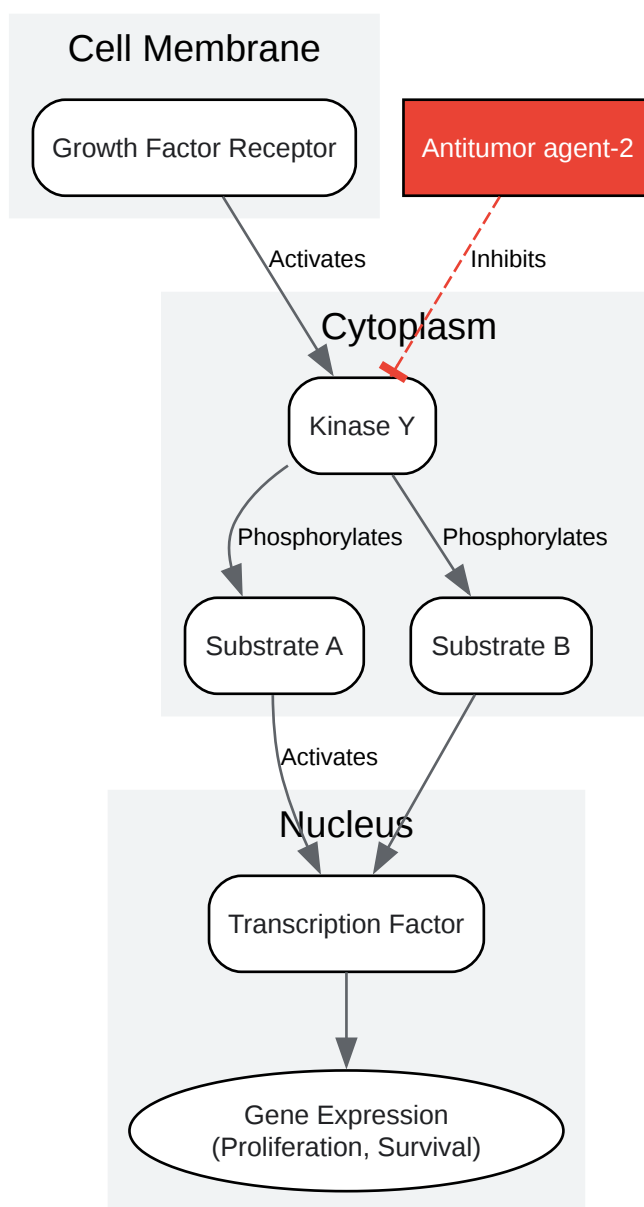 Cell Membrane
Growth Factor Receptor
Antitumor agent-2
Activates
Inhibits
Cytoplasm
Kinase Y
Phosphorylates
Phosphorylates
Substrate A
Substrate B
Activates
Nucleus
Transcription Factor
Gene Expression
(Proliferation, Survival)